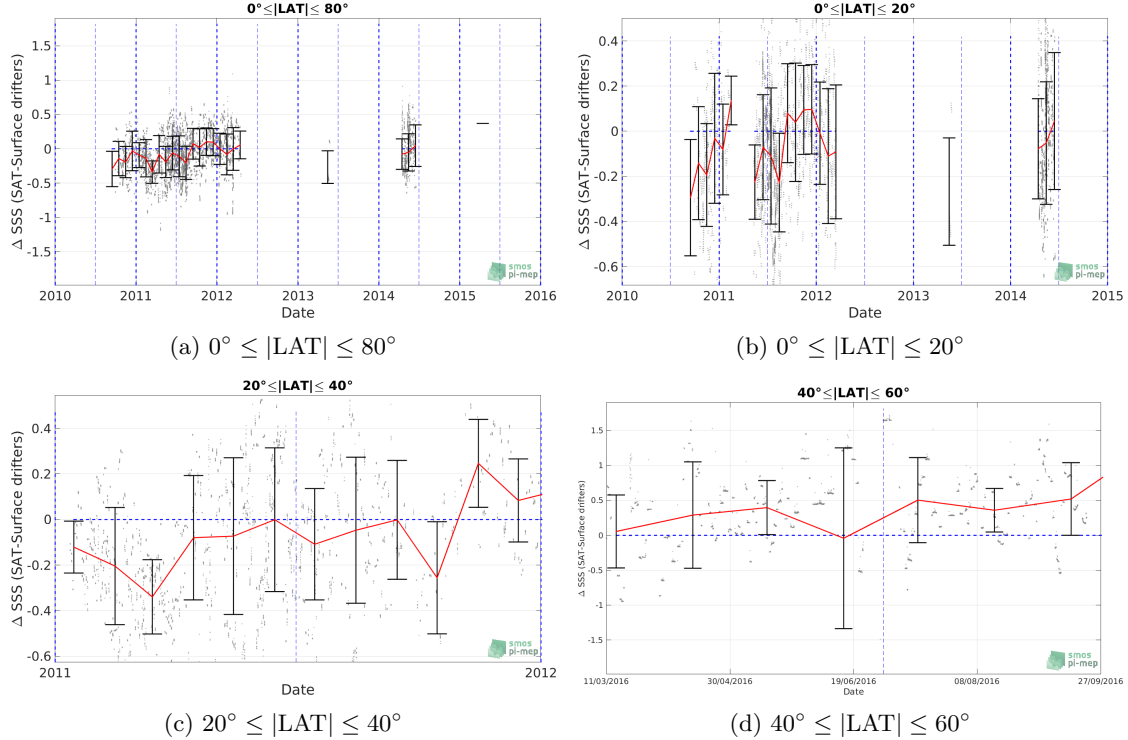 0°≤|LAT|≤ 80°
Δ SSS (SAT-Surface drifters)
1.5
1
0.5
0
-0.5
-1
-1.5
2010 2011 2012 2013 2014 2015 2016
Date
smos
pi-mep
(a) 0° ≤ |LAT| ≤ 80°
0°≤|LAT|≤ 20°
Δ SSS (SAT-Surface drifters)
0.4
0.2
0
-0.2
-0.4
-0.6
2010 2011 2012 2013 2014 2015
Date
smos
pi-mep
(b) 0° ≤ |LAT| ≤ 20°
20°≤|LAT|≤ 40°
Δ SSS (SAT-Surface drifters)
0.4
0.2
0
-0.2
-0.4
-0.6
2011 2012
Date
smos
pi-mep
(c) 20° ≤ |LAT| ≤ 40°
40°≤|LAT|≤ 60°
Δ SSS (SAT-Surface drifters)
1.5
1
0.5
0
-0.5
-1
-1.5
11/03/2016 30/04/2016 19/06/2016 08/08/2016 27/09/2016
Date
smos
pi-mep
(d) 40° ≤ |LAT| ≤ 60°